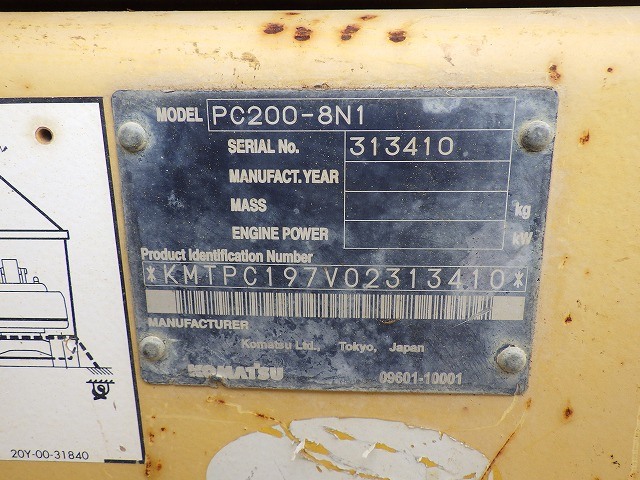 MODEL PC200-8N1
SERIAL No. 313410
MANUFACT. YEAR
MASS kg
ENGINE POWER kW
Product Identification Number
*KMTPC197V02313410*
MANUFACTURER
Komatsu Ltd., Tokyo, Japan
KOMATSU 09601-10001
20Y-00-31840